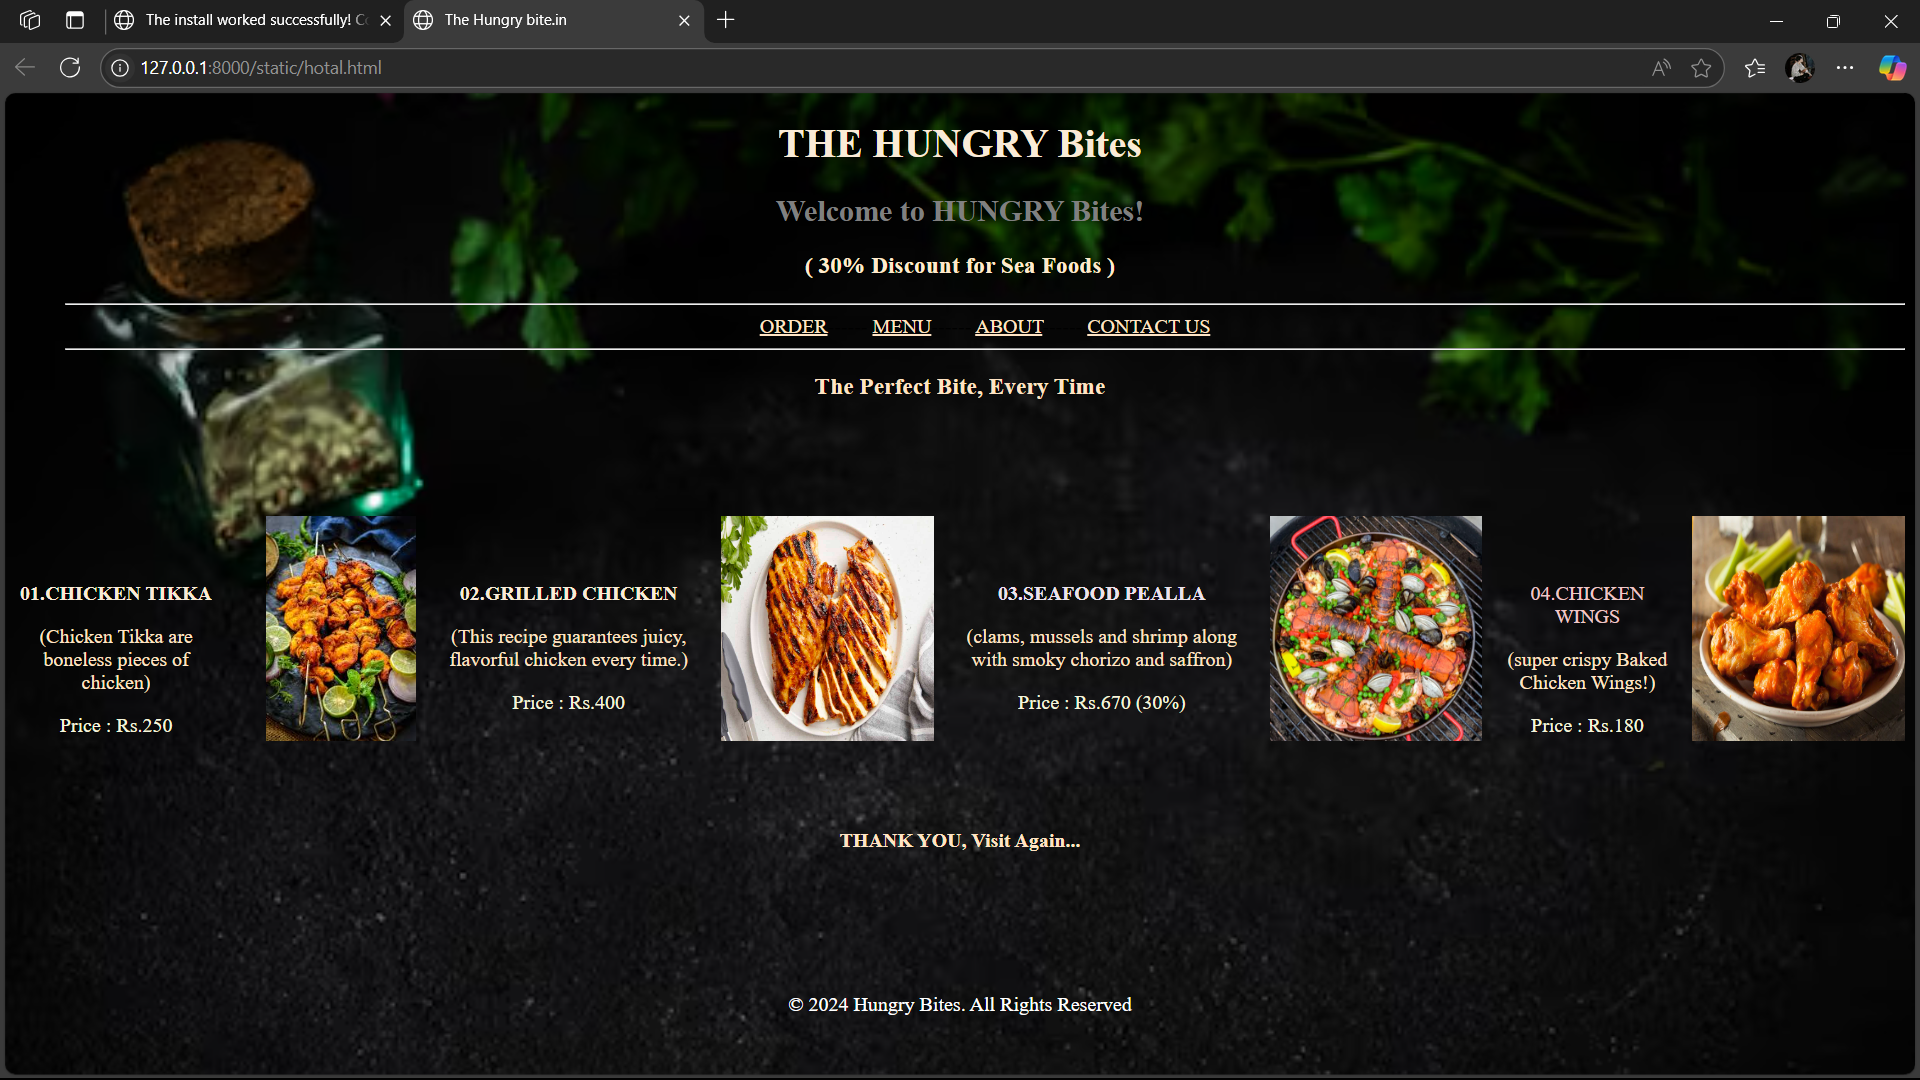 The install worked successfully! C
The Hungry bite.in
127.0.0.1:8000/static/hotal.html
THE HUNGRY Bites
Welcome to HUNGRY Bites!
( 30% Discount for Sea Foods )
ORDER MENU ABOUT CONTACT US
The Perfect Bite, Every Time
01.CHICKEN TIKKA
(Chicken Tikka are
boneless pieces of
chicken)
Price : Rs.250
02.GRILLED CHICKEN
(This recipe guarantees juicy,
flavorful chicken every time.)
Price : Rs.400
03.SEAFOOD PEALLA
(clams, mussels and shrimp along
with smoky chorizo and saffron)
Price : Rs.670 (30%)
04.CHICKEN
WINGS
(super crispy Baked
Chicken Wings!)
Price : Rs.180
THANK YOU, Visit Again...
© 2024 Hungry Bites. All Rights Reserved